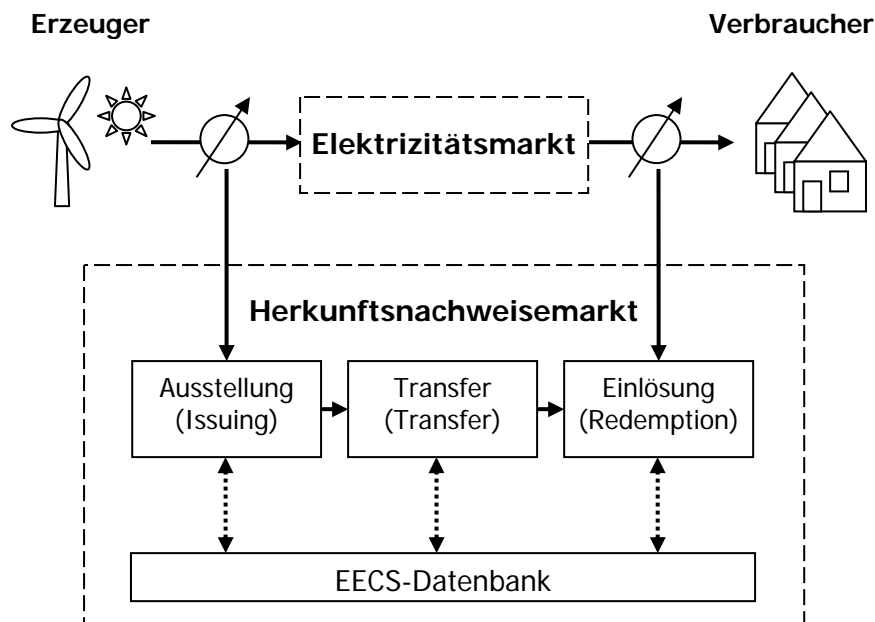 Erzeuger
Verbraucher
Elektrizitätsmarkt
Herkunftsnachweisemarkt
Ausstellung
(Issuing)
Transfer
(Transfer)
Einlösung
(Redemption)
EECS-Datenbank